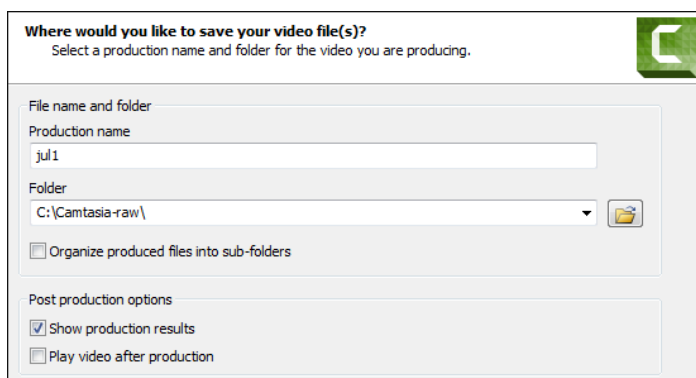 Where would you like to save your video file(s)?
Select a production name and folder for the video you are producing.
File name and folder
Production name
jul1
Folder
C:\Camtasia-raw\
Organize produced files into sub-folders
Post production options
Show production results
Play video after production